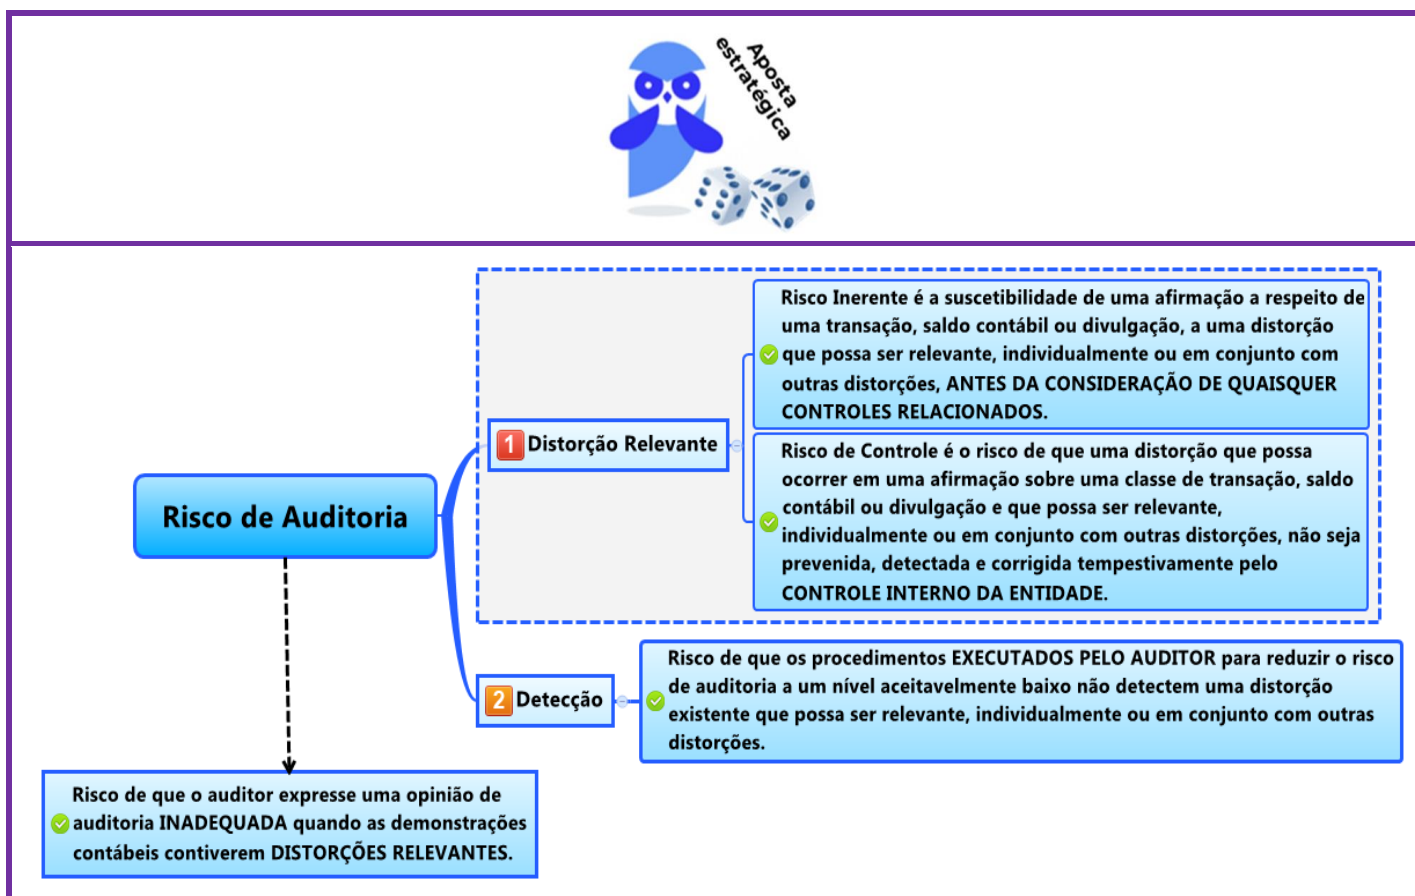 Aposta
estratégica
Risco Inerente é a suscetibilidade de uma afirmação a respeito de
uma transação, saldo contábil ou divulgação, a uma distorção
que possa ser relevante, individualmente ou em conjunto com
outras distorções, ANTES DA CONSIDERAÇÃO DE QUAISQUER
CONTROLES RELACIONADOS.
1 Distorção Relevante
Risco de Controle é o risco de que uma distorção que possa
ocorrer em uma afirmação sobre uma classe de transação, saldo
contábil ou divulgação e que possa ser relevante,
individualmente ou em conjunto com outras distorções, não seja
prevenida, detectada e corrigida tempestivamente pelo
CONTROLE INTERNO DA ENTIDADE.
Risco de Auditoria
Risco de que os procedimentos EXECUTADOS PELO AUDITOR para reduzir o risco
de auditoria a um nível aceitavelmente baixo não detectem uma distorção
existente que possa ser relevante, individualmente ou em conjunto com outras
distorções.
2 Detecção
Risco de que o auditor expresse uma opinião de
auditoria INADEQUADA quando as demonstrações
contábeis contiverem DISTORÇÕES RELEVANTES.